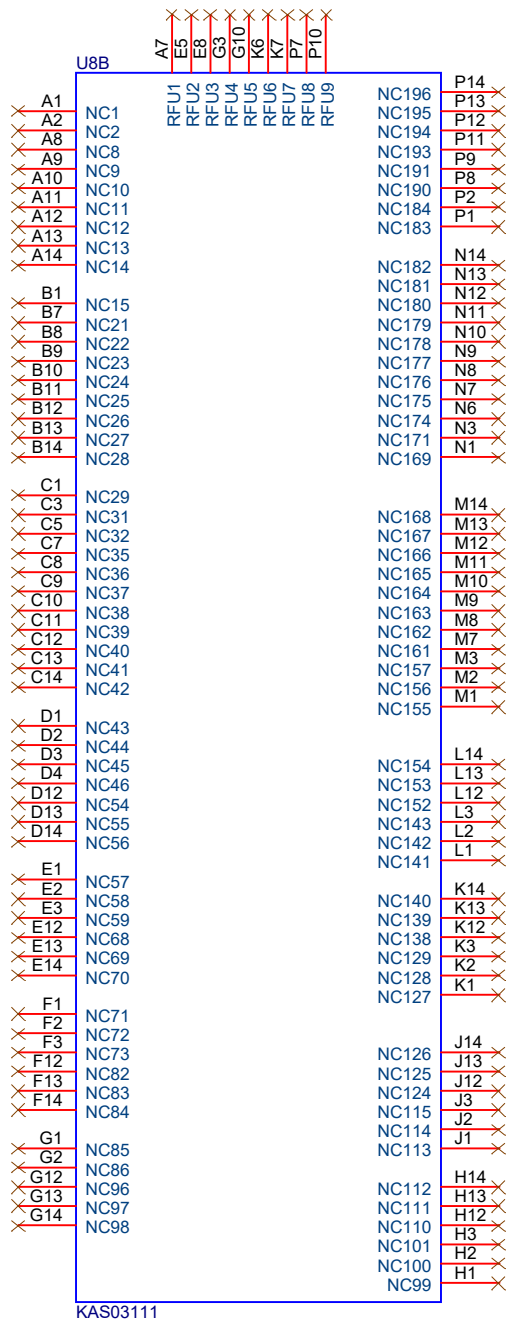 A7 E5 E8 G3 G10 K6 K7 P7 P10
U8B
RFU1 RFU2 RFU3 RFU4 RFU5 RFU6 RFU7 RFU8 RFU9
A1 NC1
A2 NC2
A8 NC8
A9 NC9
A10 NC10
A11 NC11
A12 NC12
A13 NC13
A14 NC14
B1 NC15
B7 NC21
B8 NC22
B9 NC23
B10 NC24
B11 NC25
B12 NC26
B13 NC27
B14 NC28
C1 NC29
C3 NC31
C5 NC32
C7 NC35
C8 NC36
C9 NC37
C10 NC38
C11 NC39
C12 NC40
C13 NC41
C14 NC42
D1 NC43
D2 NC44
D3 NC45
D4 NC46
D12 NC54
D13 NC55
D14 NC56
E1 NC57
E2 NC58
E3 NC59
E12 NC68
E13 NC69
E14 NC70
F1 NC71
F2 NC72
F3 NC73
F12 NC82
F13 NC83
F14 NC84
G1 NC85
G2 NC86
G12 NC96
G13 NC97
G14 NC98
NC196 P14
NC195 P13
NC194 P12
NC193 P11
NC191 P9
NC190 P8
NC184 P2
NC183 P1
NC182 N14
NC181 N13
NC180 N12
NC179 N11
NC178 N10
NC177 N9
NC176 N8
NC175 N7
NC174 N6
NC171 N3
NC169 N1
NC168 M14
NC167 M13
NC166 M12
NC165 M11
NC164 M10
NC163 M9
NC162 M8
NC161 M7
NC157 M3
NC156 M2
NC155 M1
NC154 L14
NC153 L13
NC152 L12
NC143 L3
NC142 L2
NC141 L1
NC140 K14
NC139 K13
NC138 K12
NC129 K3
NC128 K2
NC127 K1
NC126 J14
NC125 J13
NC124 J12
NC115 J3
NC114 J2
NC113 J1
NC112 H14
NC111 H13
NC110 H12
NC101 H3
NC100 H2
NC99 H1
KAS03111